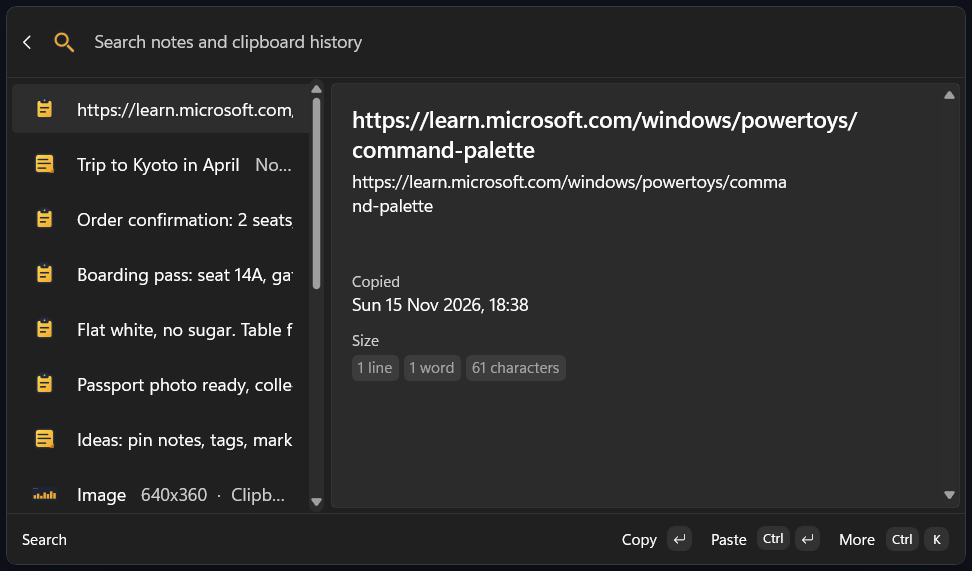 Search notes and clipboard history
https://learn.microsoft.com/
Trip to Kyoto in April No...
Order confirmation: 2 seats,
Boarding pass: seat 14A, ga
Flat white, no sugar. Table f
Passport photo ready, colle
Ideas: pin notes, tags, mark
Image 640x360 · Clipb...
https://learn.microsoft.com/windows/powertoys/
command-palette
https://learn.microsoft.com/windows/powertoys/comma
nd-palette
Copied
Sun 15 Nov 2026, 18:38
Size
1 line 1 word 61 characters
Search
Copy ↵ Paste Ctrl ↵ More Ctrl K